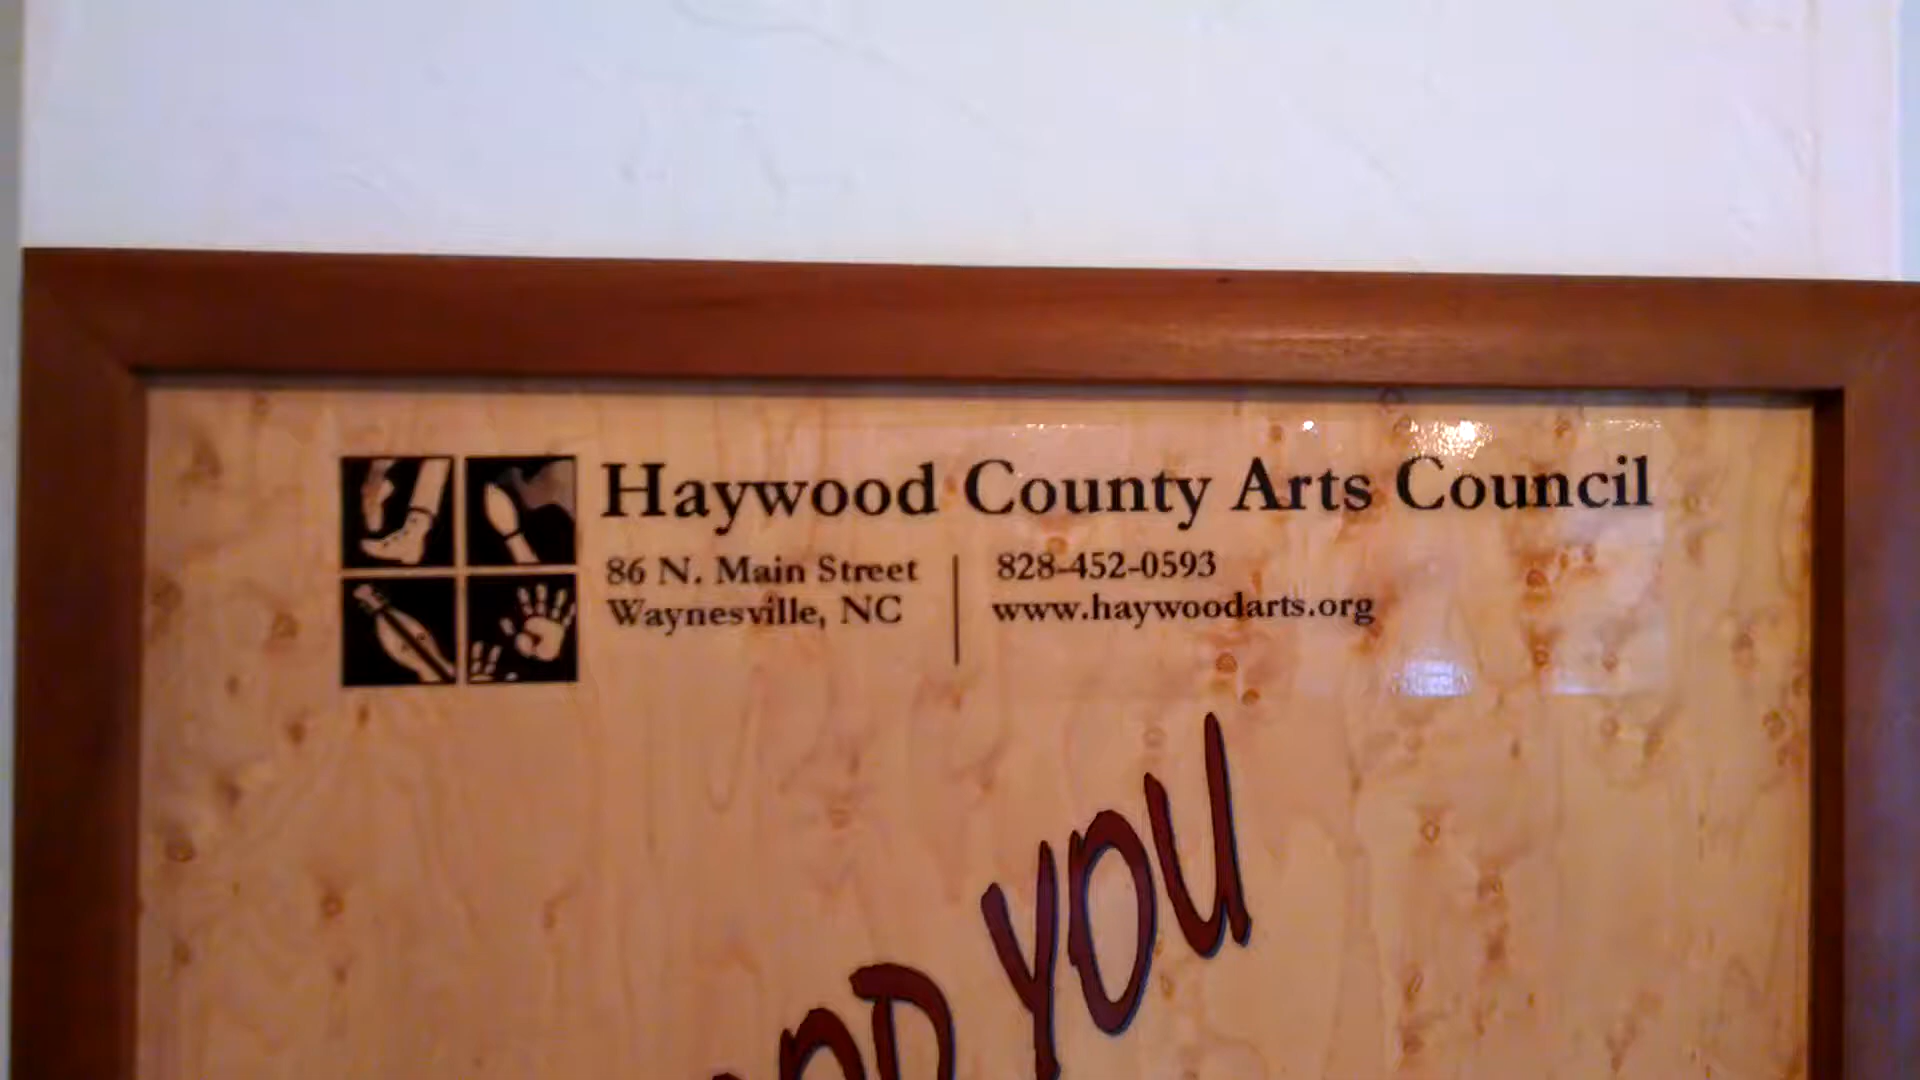 Haywood County Arts Council
86 N. Main Street
Waynesville, NC
828-452-0593
www.haywoodarts.org
YOU